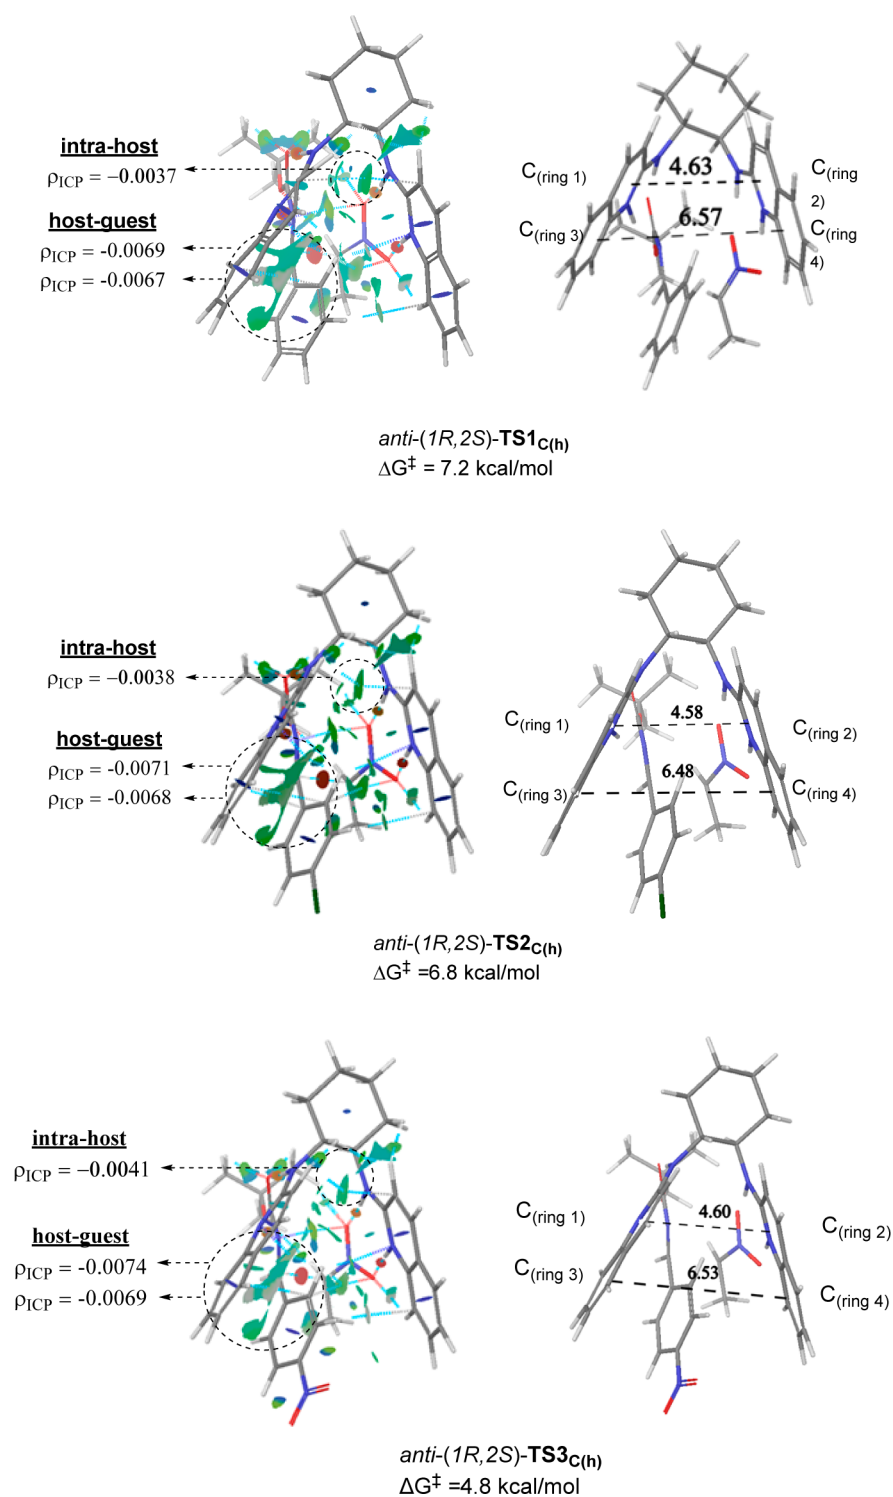 intra-host
ρICP = −0.0037
host-guest
ρICP = -0.0069
ρICP = -0.0067
C(ring 1)
4.63
C(ring
2)
C(ring 3)
6.57
C(ring
4)
anti-(1R,2S)-TS1C(h)
ΔG‡ = 7.2 kcal/mol
intra-host
ρICP = −0.0038
host-guest
ρICP = -0.0071
ρICP = -0.0068
C(ring 1)
4.58
C(ring 2)
C(ring 3)
6.48
C(ring 4)
anti-(1R,2S)-TS2C(h)
ΔG‡ =6.8 kcal/mol
intra-host
ρICP = −0.0041
host-guest
ρICP = -0.0074
ρICP = -0.0069
C(ring 1)
4.60
C(ring 2)
C(ring 3)
6.53
C(ring 4)
anti-(1R,2S)-TS3C(h)
ΔG‡ =4.8 kcal/mol